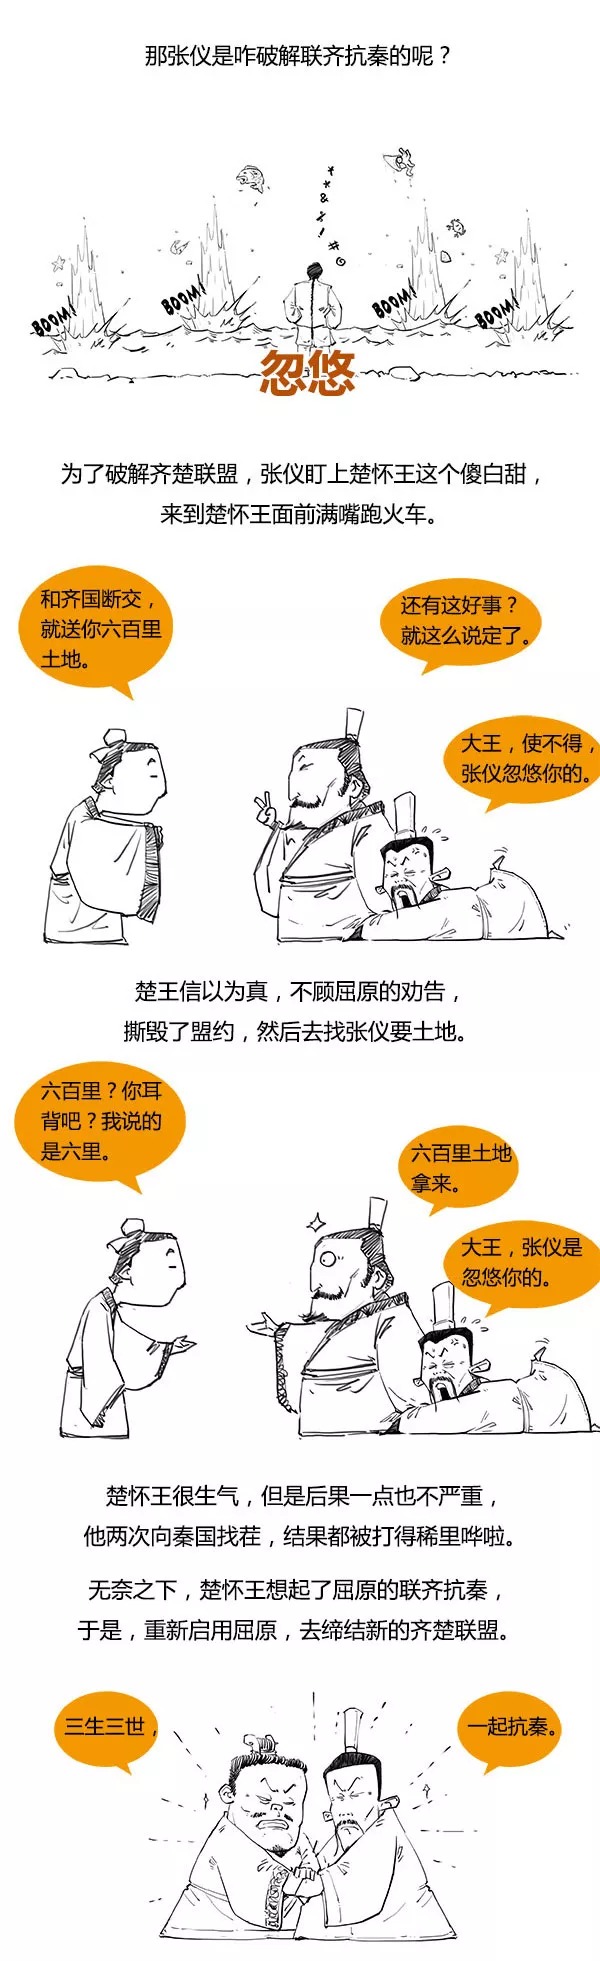 那张仪是咋破解联齐抗秦的呢？
**&%!#@
BOOM!
BOOM!
BOOM!
BOOM!
忽悠
为了破解齐楚联盟，张仪盯上楚怀王这个傻白甜，
来到楚怀王面前满嘴跑火车。
和齐国断交，
就送你六百里
土地。
还有这好事？
就这么说定了。
大王，使不得，
张仪忽悠你的。
楚王信以为真，不顾屈原的劝告，
撕毁了盟约，然后去找张仪要土地。
六百里？你耳
背吧？我说的
是六里。
六百里土地
拿来。
大王，张仪是
忽悠你的。
楚怀王很生气，但是后果一点也不严重，
他两次向秦国找茬，结果都被打得稀里哗啦。
无奈之下，楚怀王想起了屈原的联齐抗秦，
于是，重新启用屈原，去缔结新的齐楚联盟。
三生三世，
一起抗秦。